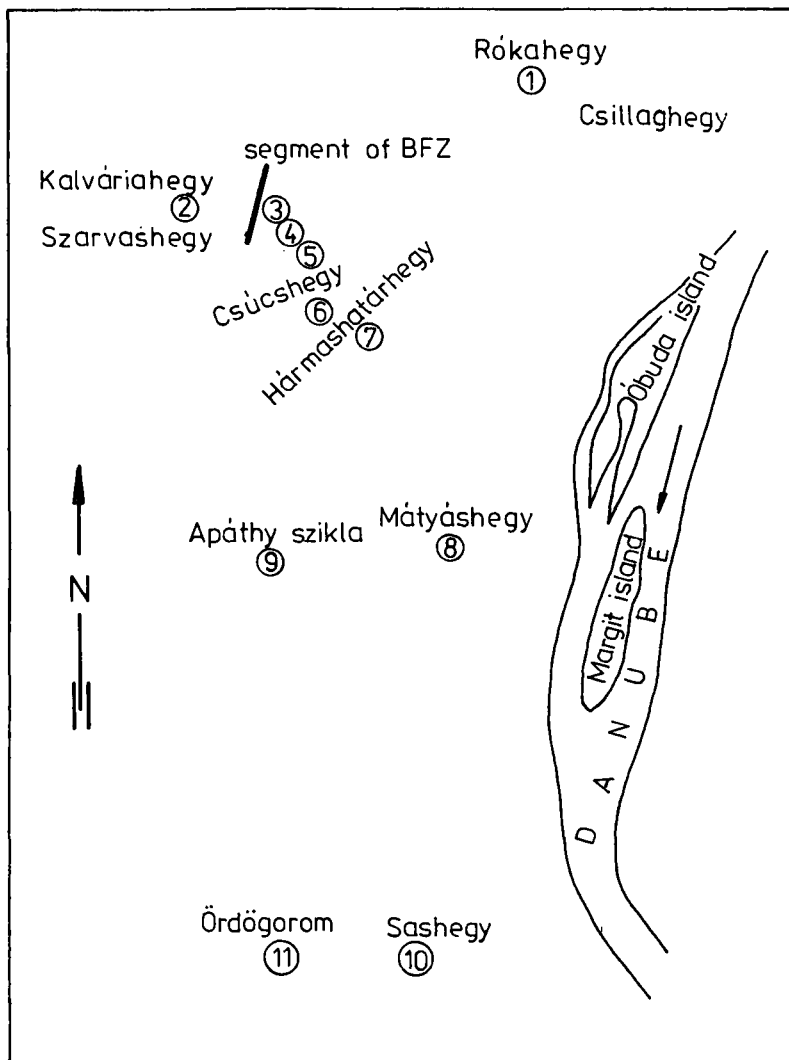 Rókahegy
1
Csillaghegy
segment of BFZ
Kalváriahegy
2
3
Szarvashegy
4
5
Csúcshegy
6
Hármashatárhegy
7
Óbuda island
Apáthy szikla
9
Mátyáshegy
8
N
Margit island
DANUBE
Ördögorom
11
Sashegy
10